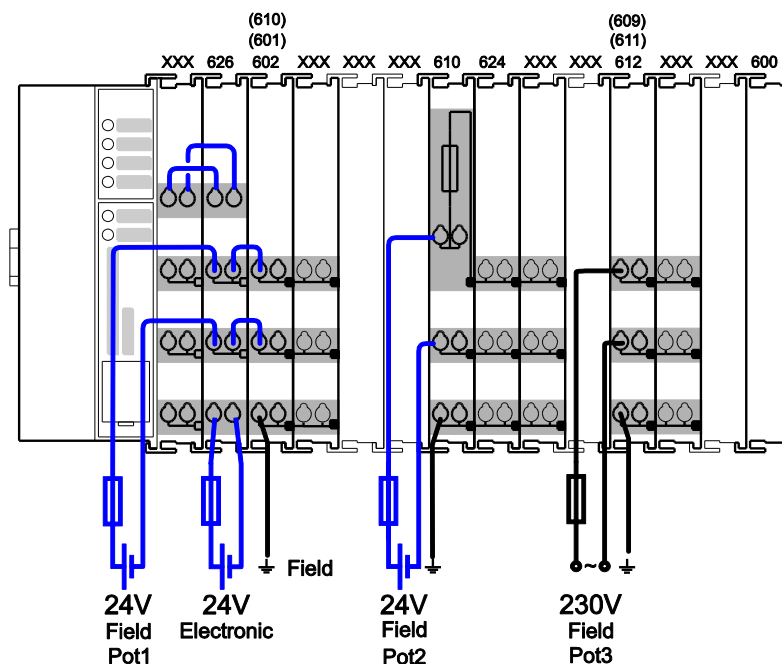 (610) (609)
(601) (611)
XXX 626 602 XXX XXX XXX 610 624 XXX XXX 612 XXX XXX 600
Field
~
24V 24V 24V 230V
Field Electronic Field Field
Pot1 Pot2 Pot3